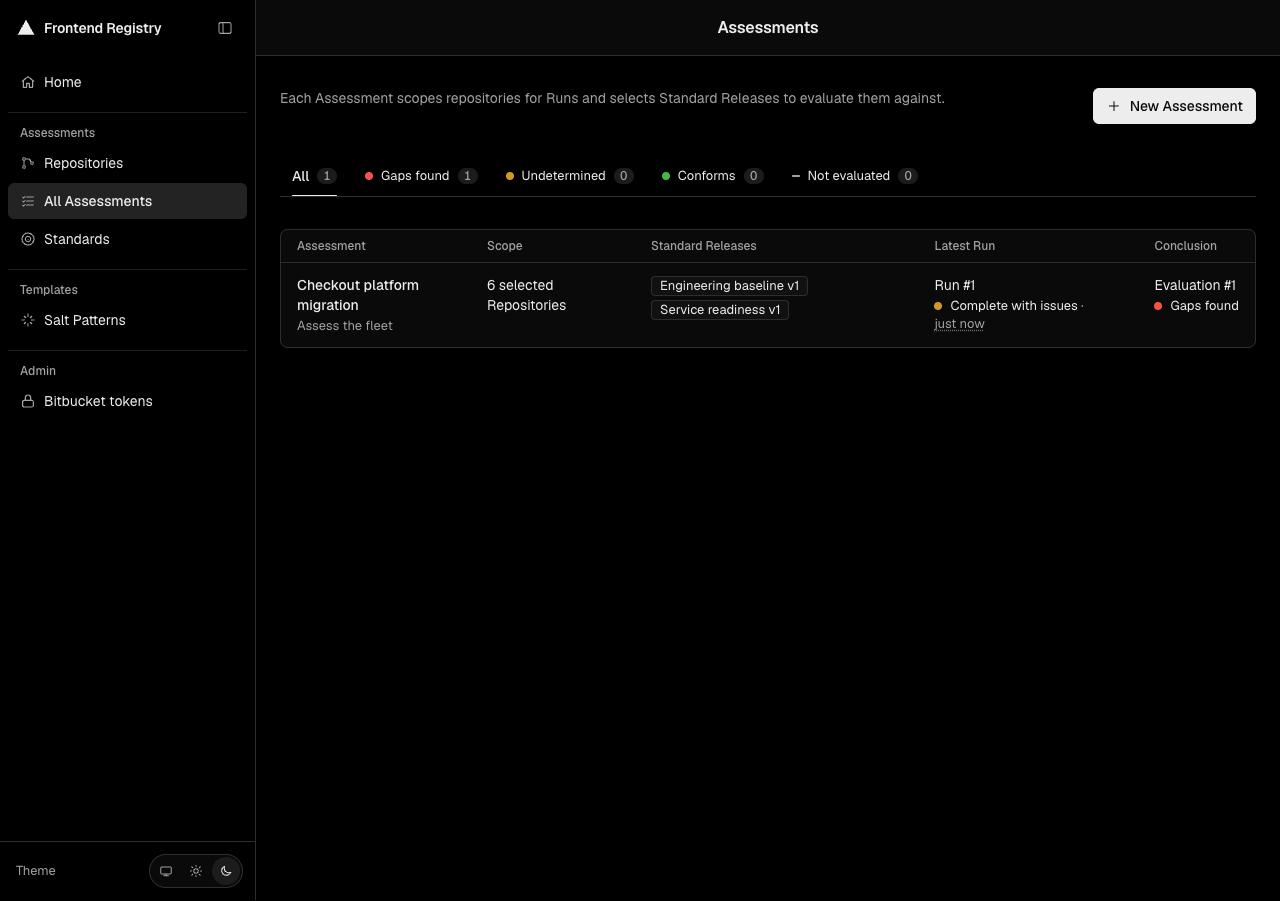 Frontend Registry
Home
Assessments
Repositories
All Assessments
Standards
Templates
Salt Patterns
Admin
Bitbucket tokens
Theme
Assessments
Each Assessment scopes repositories for Runs and selects Standard Releases to evaluate them against.
New Assessment
All 1 Gaps found 1 Undetermined 0 Conforms 0 Not evaluated 0
Assessment Scope Standard Releases Latest Run Conclusion
Checkout platform
migration
Assess the fleet
6 selected
Repositories
Engineering baseline v1
Service readiness v1
Run #1
Complete with issues ·
just now
Evaluation #1
Gaps found